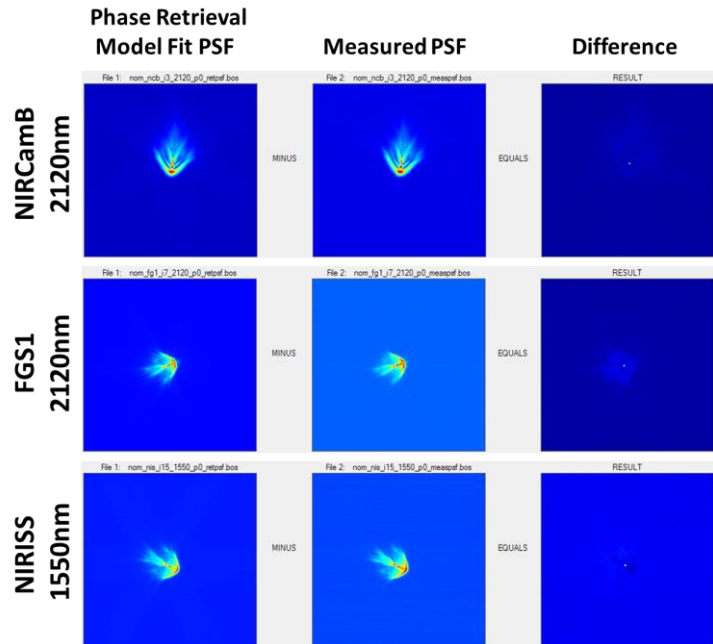 Phase Retrieval
Model Fit PSF
Measured PSF
Difference
NIRCamB
2120nm
File 1: nom_ncb_i3_2120_p0_retpsf.bos
File 2: nom_ncb_i3_2120_p0_measpsf.bos
RESULT
MINUS
EQUALS
FGS1
2120nm
File 1: nom_fg1_i7_2120_p0_retpsf.bos
File 2: nom_fg1_i7_2120_p0_measpsf.bos
RESULT
MINUS
EQUALS
NIRISS
1550nm
File 1: nom_nis_i15_1550_p0_retpsf.bos
File 2: nom_nis_i15_1550_p0_measpsf.bos
RESULT
MINUS
EQUALS